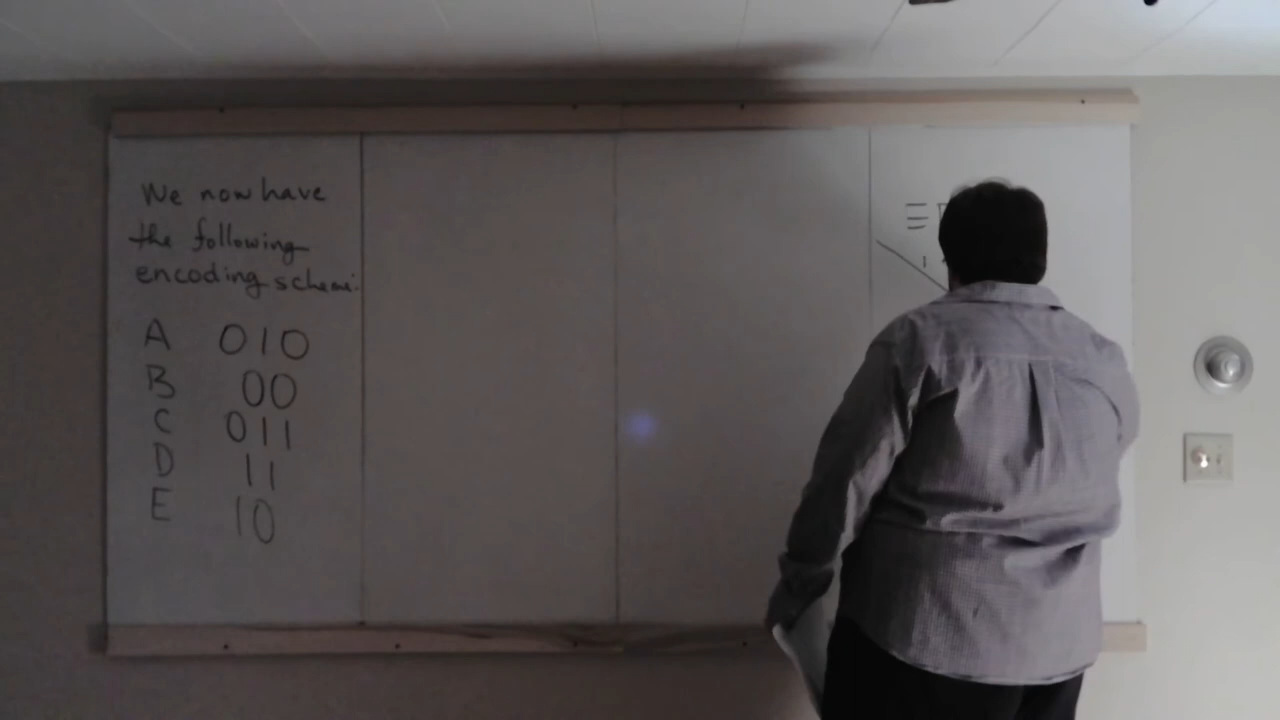 We now have
the following
encoding scheme:
A 010
B 00
C 011
D 11
E 10